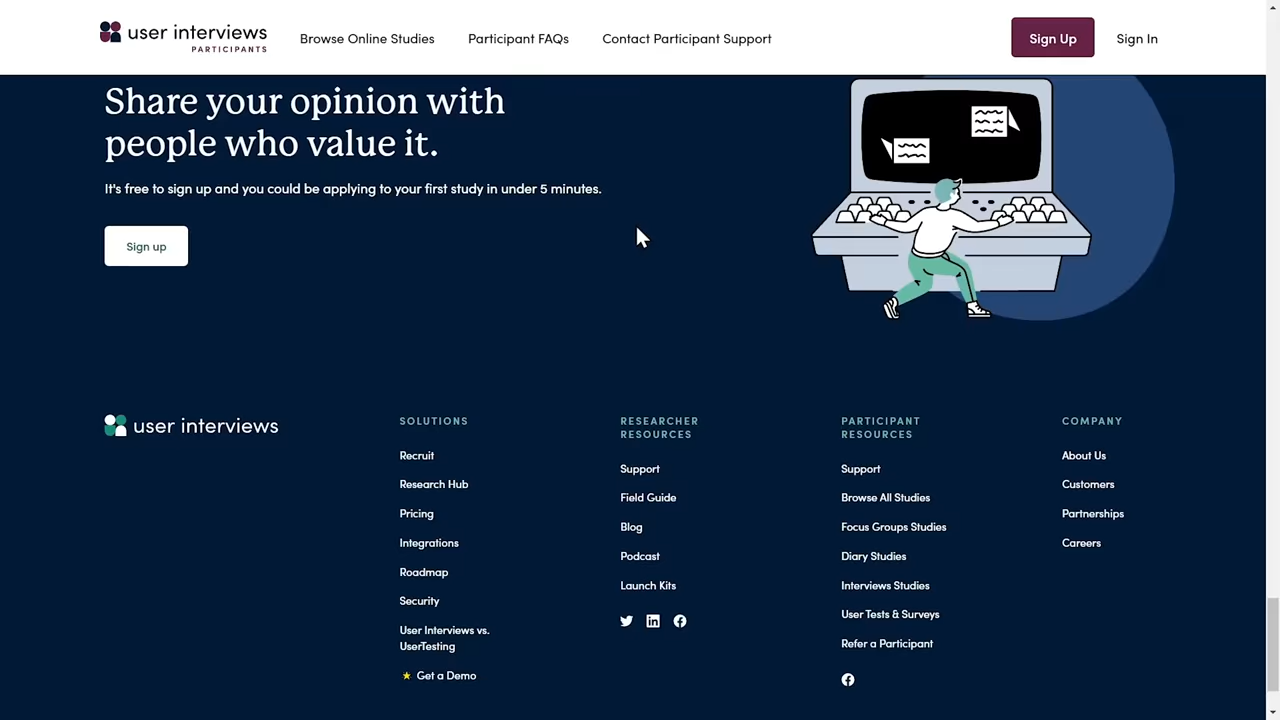 user interviews
PARTICIPANTS
Browse Online Studies
Participant FAQs
Contact Participant Support
Sign Up
Sign In
Share your opinion with
people who value it.
It's free to sign up and you could be applying to your first study in under 5 minutes.
Sign up
user interviews
SOLUTIONS
Recruit
Research Hub
Pricing
Integrations
Roadmap
Security
User Interviews vs.
UserTesting
Get a Demo
RESEARCHER
RESOURCES
Support
Field Guide
Blog
Podcast
Launch Kits
PARTICIPANT
RESOURCES
Support
Browse All Studies
Focus Groups Studies
Diary Studies
Interviews Studies
User Tests & Surveys
Refer a Participant
COMPANY
About Us
Customers
Partnerships
Careers